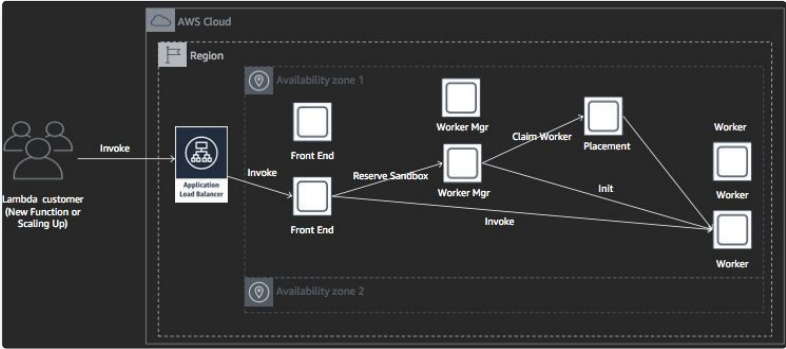 AWS Cloud
Region
Availability zone 1
Worker Mgr
Claim Worker
Placement
Worker
Front End
Invoke
Application
Load Balancer
Invoke
Reserve Sandbox
Worker Mgr
Init
Worker
Lambda customer
(New Function or
Scaling Up)
Front End
Invoke
Worker
Availability zone 2